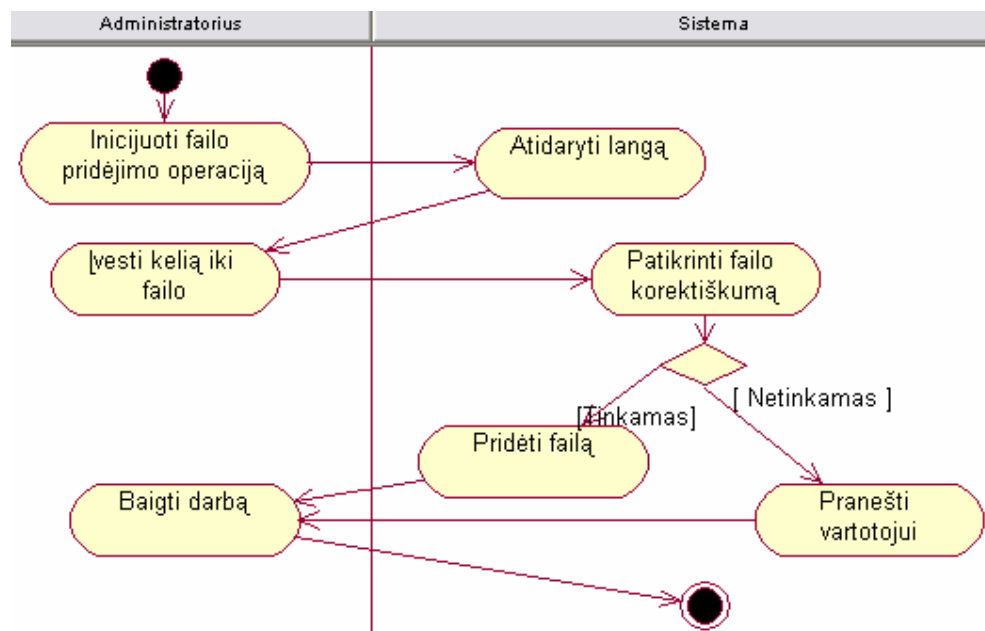 Administratorius
Sistema
Inicijuoti failo
pridėjimo operaciją
Atidaryti langą
Įvesti kelią iki
failo
Patikrinti failo
korektiškumą
[Tinkamas]
[ Netinkamas ]
Pridėti failą
Baigti darbą
Pranešti
vartotojui